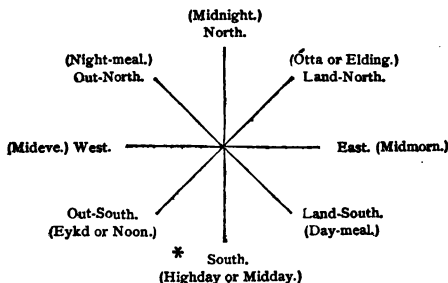 (Midnight.)
North.
(Night-meal.)
Out-North.
(Ótta or Elding.)
Land-North.
(Mideve.) West.
East. (Midmorn.)
Out-South.
(Eykd or Noon.)
Land-South.
(Day-meal.)
* South.
(Highday or Midday.)